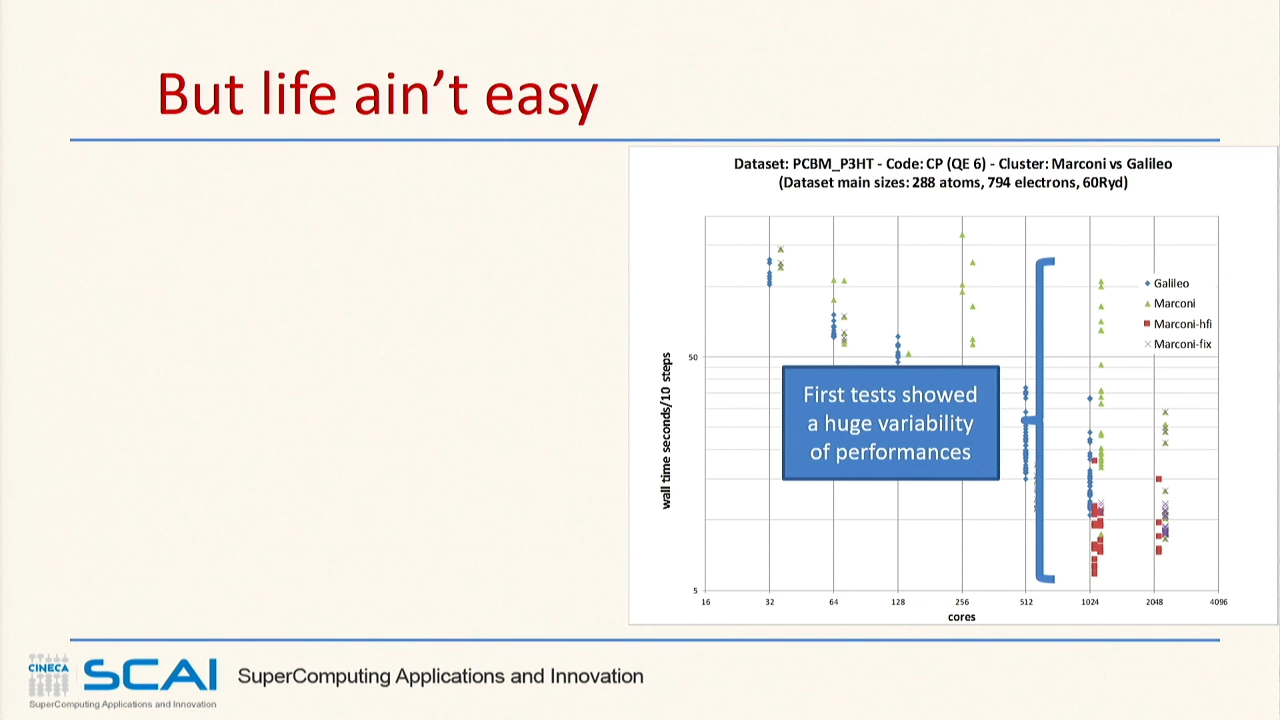 But life ain't easy
Dataset: PCBM_P3HT - Code: CP (QE 6) - Cluster: Marconi vs Galileo
(Dataset main sizes: 288 atoms, 794 electrons, 60Ryd)
Galileo
Marconi
Marconi-hfi
Marconi-fix
wall time seconds/10 steps
50
5
First tests showed
a huge variability
of performances
16 32 64 128 256 512 1024 2048 4096
cores
CINECA
SCAI
SuperComputing Applications and Innovation
SuperComputing Applications and Innovation